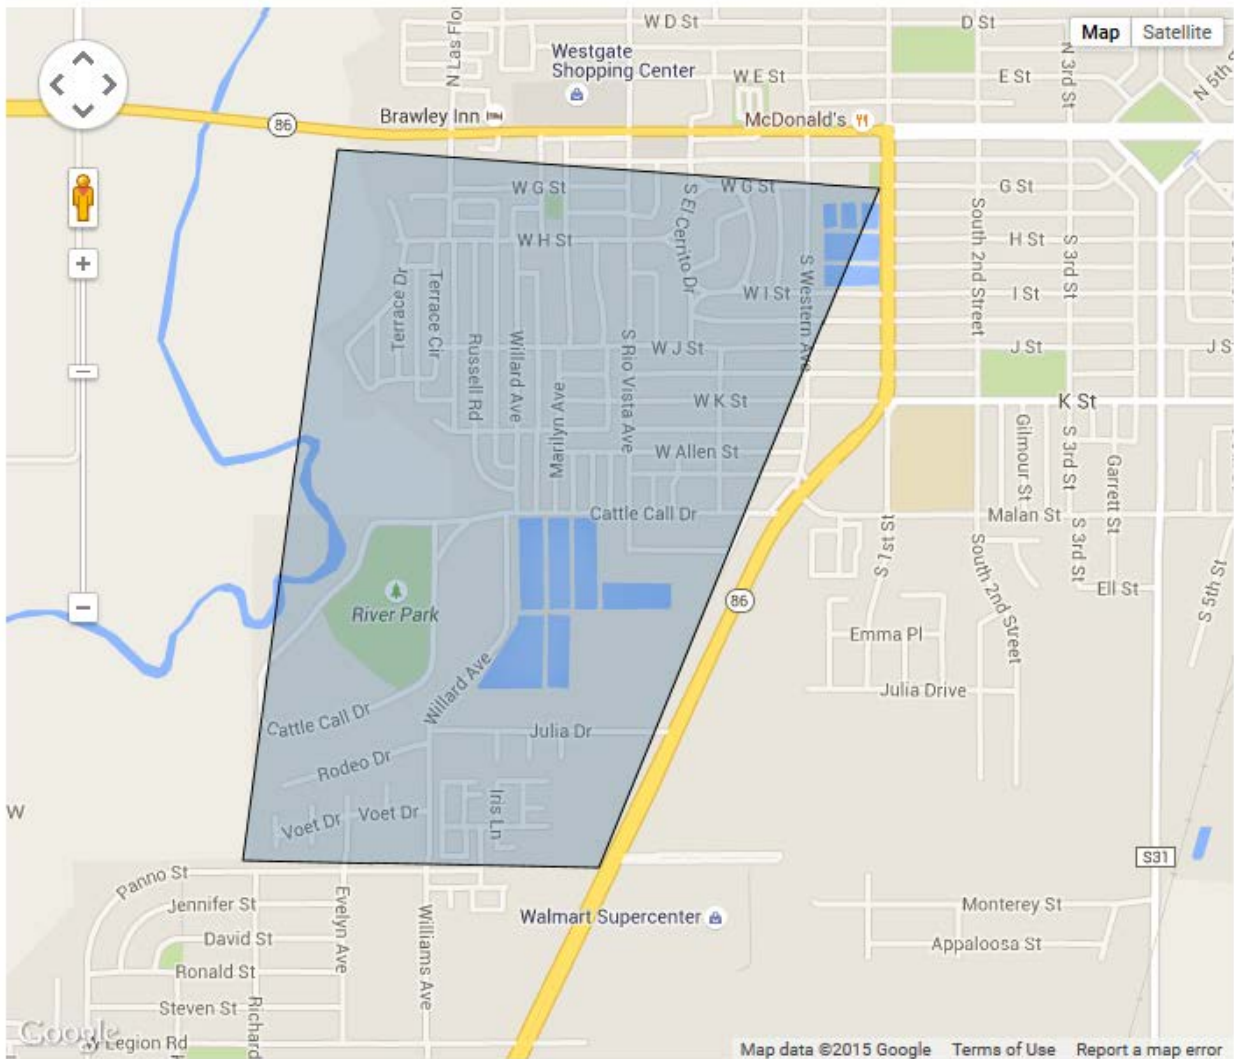 W D St
D St
N 3rd St
Map
Satellite
N Las Flo
Westgate
Shopping Center
W E St
E St
N 5th S
86
Brawley Inn
McDonald's
W G St
S El Cerrito Dr
W G St
G St
South 2nd Street
S 3rd St
W H St
H St
Terrace Dr
Terrace Cir
W I St
S Western Ave
I St
Russell Rd
Willard Ave
Marilyn Ave
S Rio Vista Ave
W J St
J St
J S
W K St
K St
W Allen St
Gilmour St
S 3rd St
Garrett St
Cattle Call Dr
S 1st St
Malan St
S 3rd St
South 2nd Street
86
River Park
Ell St
S 5th St
Emma Pl
Willard Ave
Julia Drive
Cattle Call Dr
Julia Dr
Rodeo Dr
Iris Ln
W
Voet Dr
Voet Dr
S31
Panno St
Evelyn Ave
Williams Ave
Jennifer St
Walmart Supercenter
Monterey St
David St
Appaloosa St
Ronald St
Steven St
Richard
Google
W Legion Rd
Map data ©2015 Google
Terms of Use
Report a map error